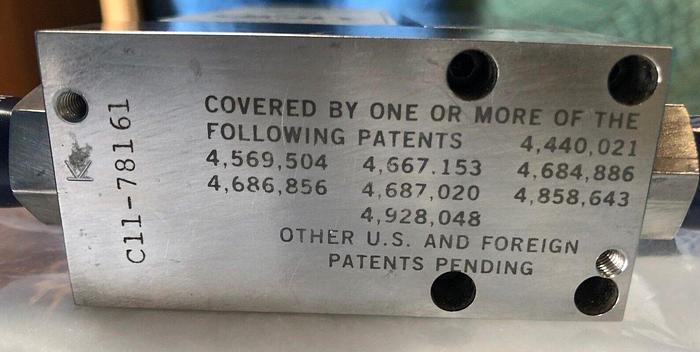 COVERED BY ONE OR MORE OF THE
FOLLOWING PATENTS 4,440,021
4,569,504 4,667.153 4,684,886
4,686,856 4,687,020 4,858,643
4,928,048
OTHER U.S. AND FOREIGN
PATENTS PENDING
C11-78161